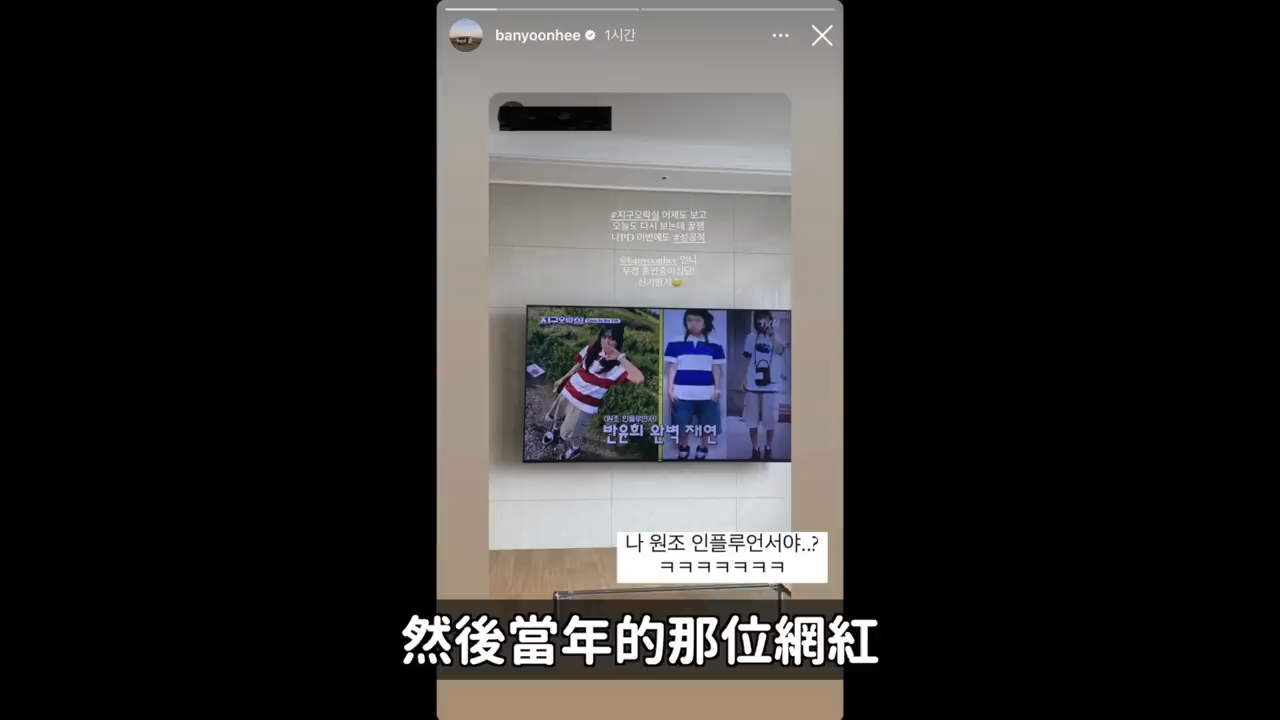 banyoonhee 1시간
#지구오락실 어제도 보고
오늘도 다시 보는데 꿀잼
나PD 이번에도 #성공적
@banyoonhee 언니
우정 출연중이심당!
신기방기
지구오락실
tvN
(원조 인플루언서)
반윤희 완벽 재연
나 원조 인플루언서야..?
ㅋㅋㅋㅋㅋㅋㅋ
然後當年的那位網紅